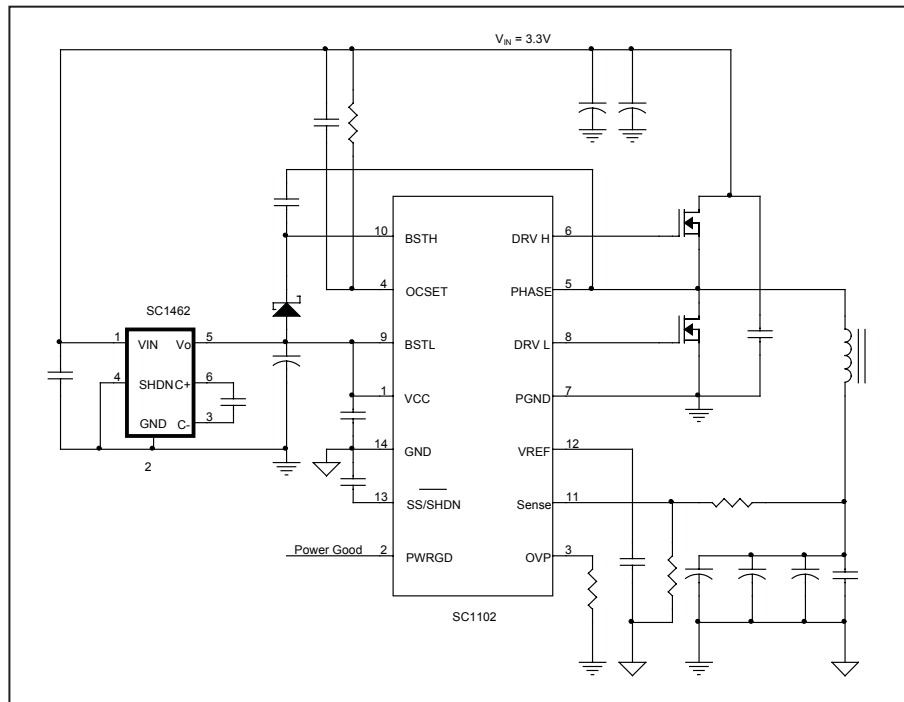 VIN = 3.3V
10 BSTH DRV H 6
4 OCSET PHASE 5
SC1462
1 VIN Vo 5
9 BSTL DRV L 8
4 SHDN C+ 6
1 VCC PGND 7
GND C- 3
2
14 GND VREF 12
13 SS/SHDN Sense 11
Power Good 2 PWRGD OVP 3
SC1102